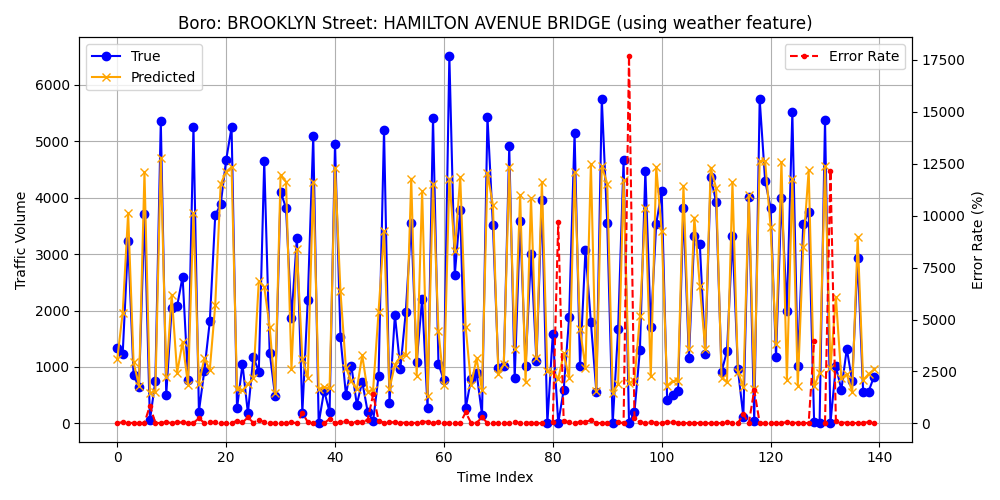 Boro: BROOKLYN Street: HAMILTON AVENUE BRIDGE (using weather feature)
True
Predicted
Error Rate
Traffic Volume
6000
5000
4000
3000
2000
1000
0
17500
15000
12500
10000
7500
5000
2500
0
Error Rate (%)
0 20 40 60 80 100 120 140
Time Index